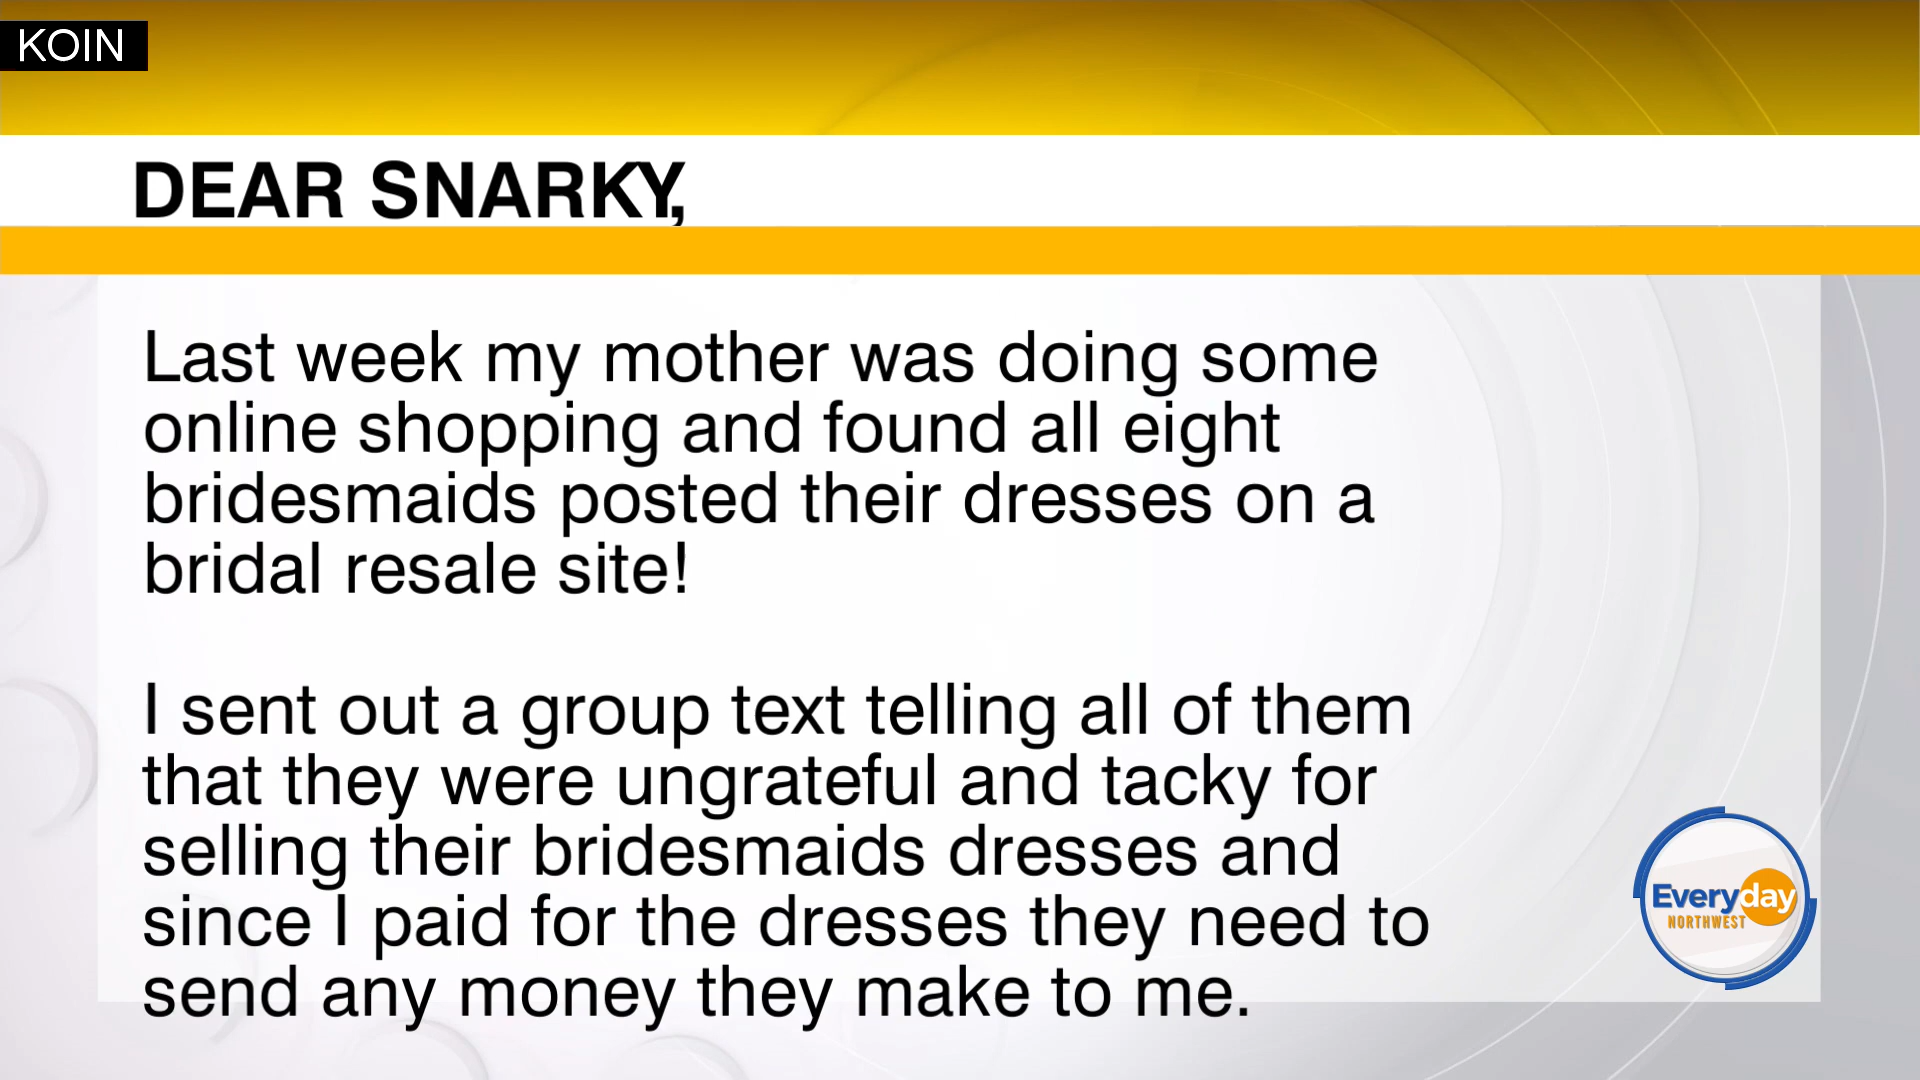 KOIN
DEAR SNARKY,
Last week my mother was doing some
online shopping and found all eight
bridesmaids posted their dresses on a
bridal resale site!
I sent out a group text telling all of them
that they were ungrateful and tacky for
selling their bridesmaids dresses and
since I paid for the dresses they need to
send any money they make to me.
Everyday
NORTHWEST